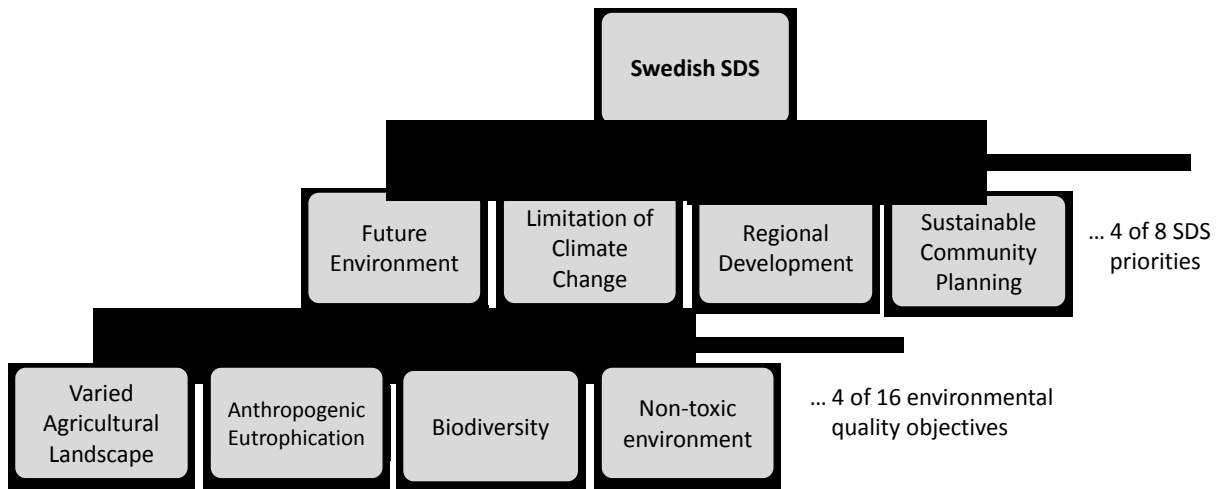 Swedish SDS
Future
Environment
Limitation of
Climate
Change
Regional
Development
Sustainable
Community
Planning
... 4 of 8 SDS
priorities
Varied
Agricultural
Landscape
Anthropogenic
Eutrophication
Biodiversity
Non-toxic
environment
... 4 of 16 environmental
quality objectives